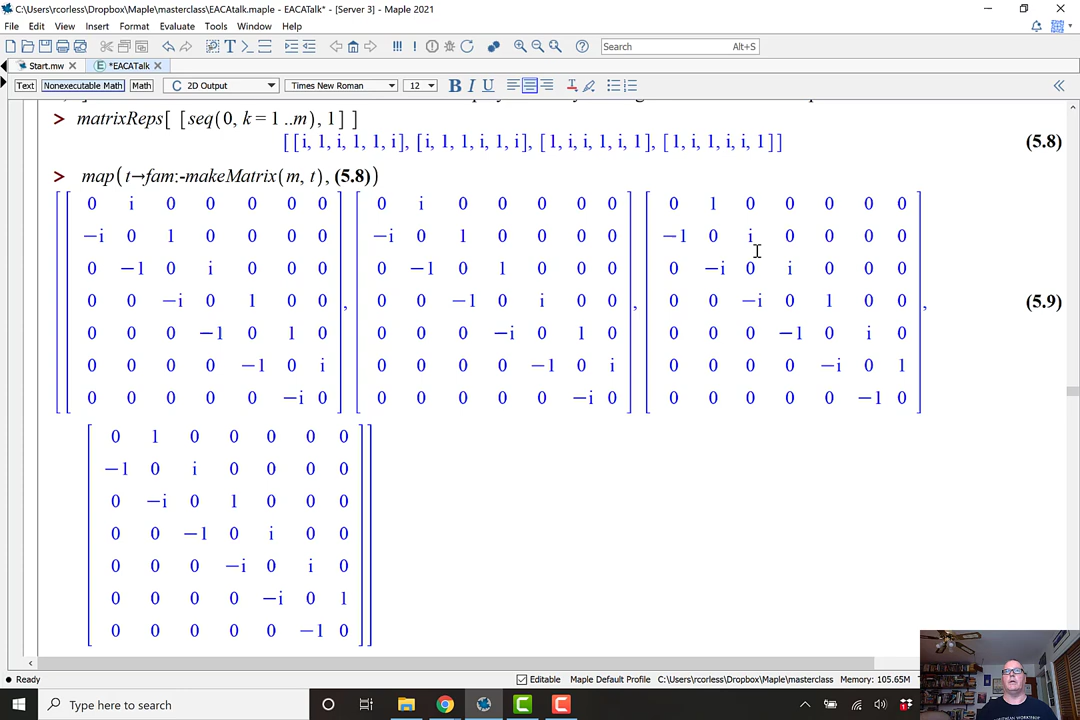 C:\Users\rcorless\Dropbox\Maple\masterclass\EACAtalk.maple - EACATalk* - [Server 3] - Maple 2021
File Edit View Insert Format Evaluate Tools Window Help
Search Alt+S
Start.mw *EACATalk
Text Nonexecutable Math Math C 2D Output Times New Roman 12 B I U
> matrixReps[ [seq(0, k = 1 ..m), 1] ]
[[i, 1, i, 1, 1, i], [i, 1, 1, i, 1, i], [1, i, i, 1, i, 1], [1, i, 1, i, i, 1]] (5.8)
> map(t→fam:-makeMatrix(m, t), (5.8))
0 i 0 0 0 0 0 0 i 0 0 0 0 0 0 1 0 0 0 0 0
−i 0 1 0 0 0 0 −i 0 1 0 0 0 0 −1 0 i 0 0 0 0
0 −1 0 i 0 0 0 0 −1 0 1 0 0 0 0 −i 0 i 0 0 0
0 0 −i 0 1 0 0 , 0 0 −1 0 i 0 0 , 0 0 −i 0 1 0 0 , (5.9)
0 0 0 −1 0 1 0 0 0 0 −i 0 1 0 0 0 0 −1 0 i 0
0 0 0 0 −1 0 i 0 0 0 0 −1 0 i 0 0 0 0 −i 0 1
0 0 0 0 0 −i 0 0 0 0 0 0 −i 0 0 0 0 0 0 −1 0
0 1 0 0 0 0 0
−1 0 i 0 0 0 0
0 −i 0 1 0 0 0
0 0 −1 0 i 0 0
0 0 0 −i 0 i 0
0 0 0 0 −i 0 1
0 0 0 0 0 −1 0
Ready Editable Maple Default Profile C:\Users\rcorless\Dropbox\Maple\masterclass Memory: 105.65M
Type here to search